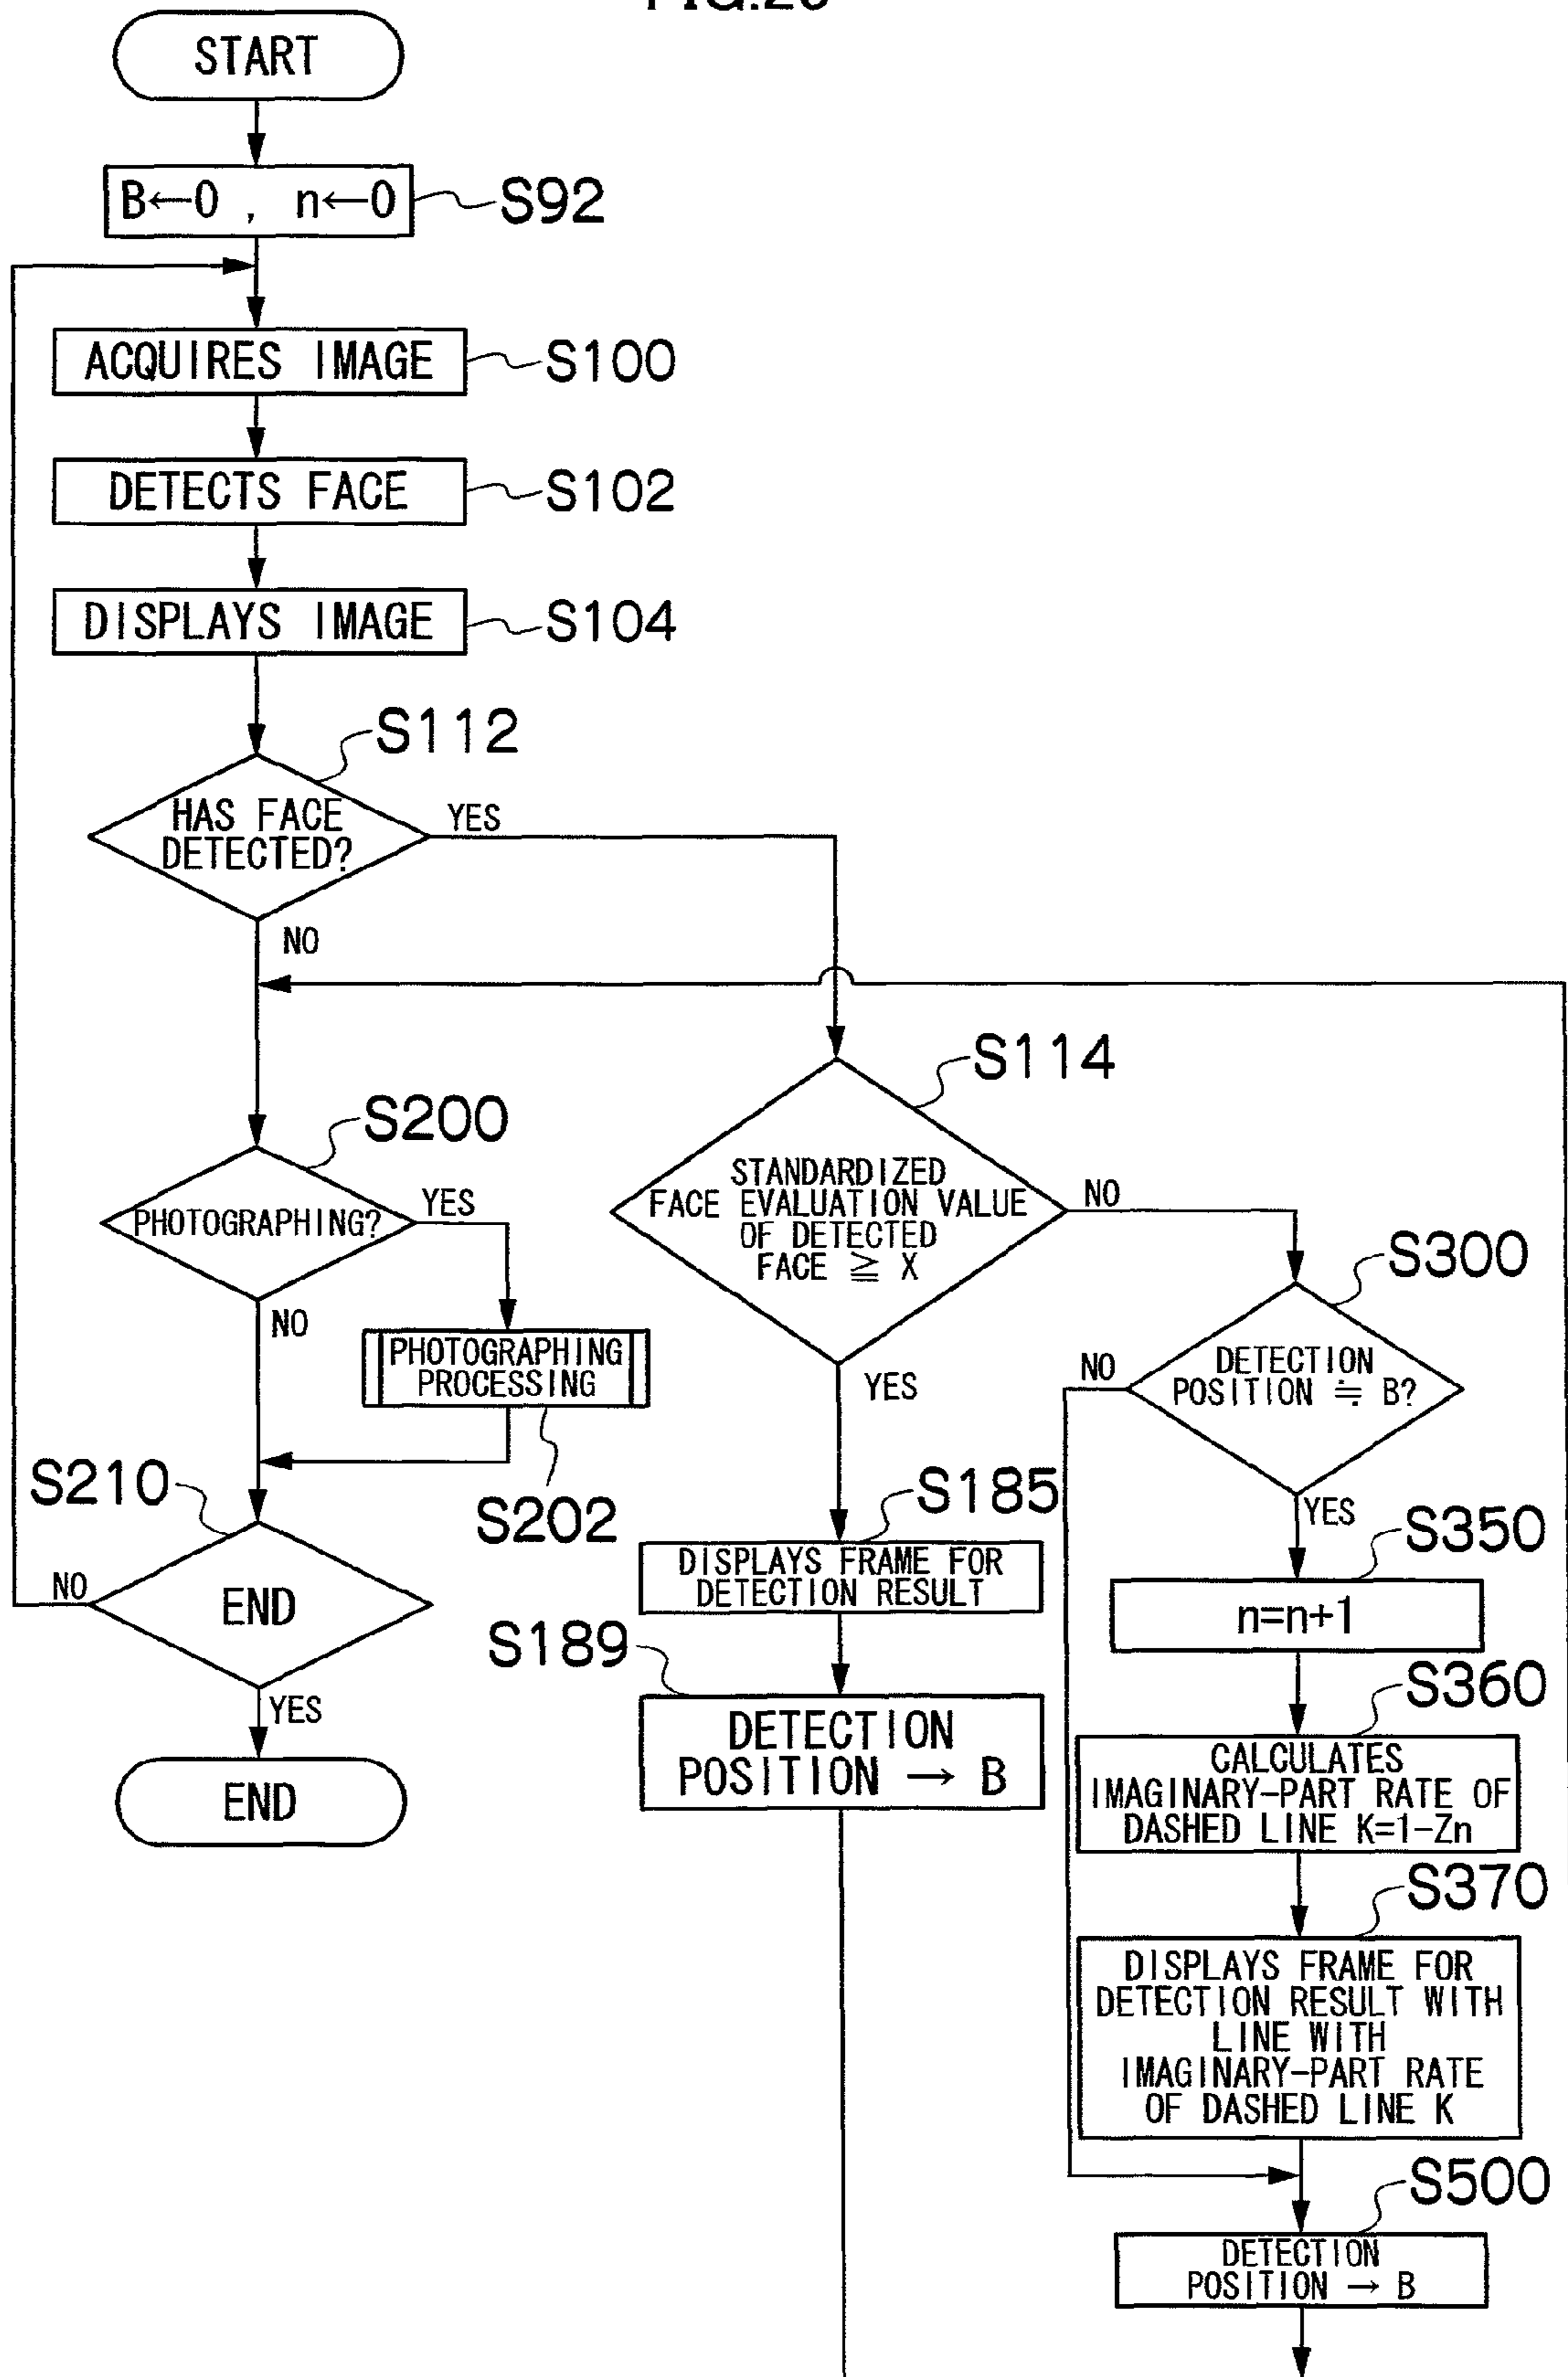 START
B←0 , n←0
S92
ACQUIRES IMAGE
S100
DETECTS FACE
S102
DISPLAYS IMAGE
S104
S112
HAS FACE
DETECTED?
YES
NO
S114
STANDARDIZED
FACE EVALUATION VALUE
OF DETECTED
FACE ≧ X
NO
YES
S200
PHOTOGRAPHING?
YES
NO
PHOTOGRAPHING
PROCESSING
S202
S210
END
NO
YES
END
S185
DISPLAYS FRAME FOR
DETECTION RESULT
S189
DETECTION
POSITION → B
S300
DETECTION
POSITION ≒ B?
NO
YES
S350
n=n+1
S360
CALCULATES
IMAGINARY-PART RATE OF
DASHED LINE K=1-Zn
S370
DISPLAYS FRAME FOR
DETECTION RESULT WITH
LINE WITH
IMAGINARY-PART RATE
OF DASHED LINE K
S500
DETECTION
POSITION → B